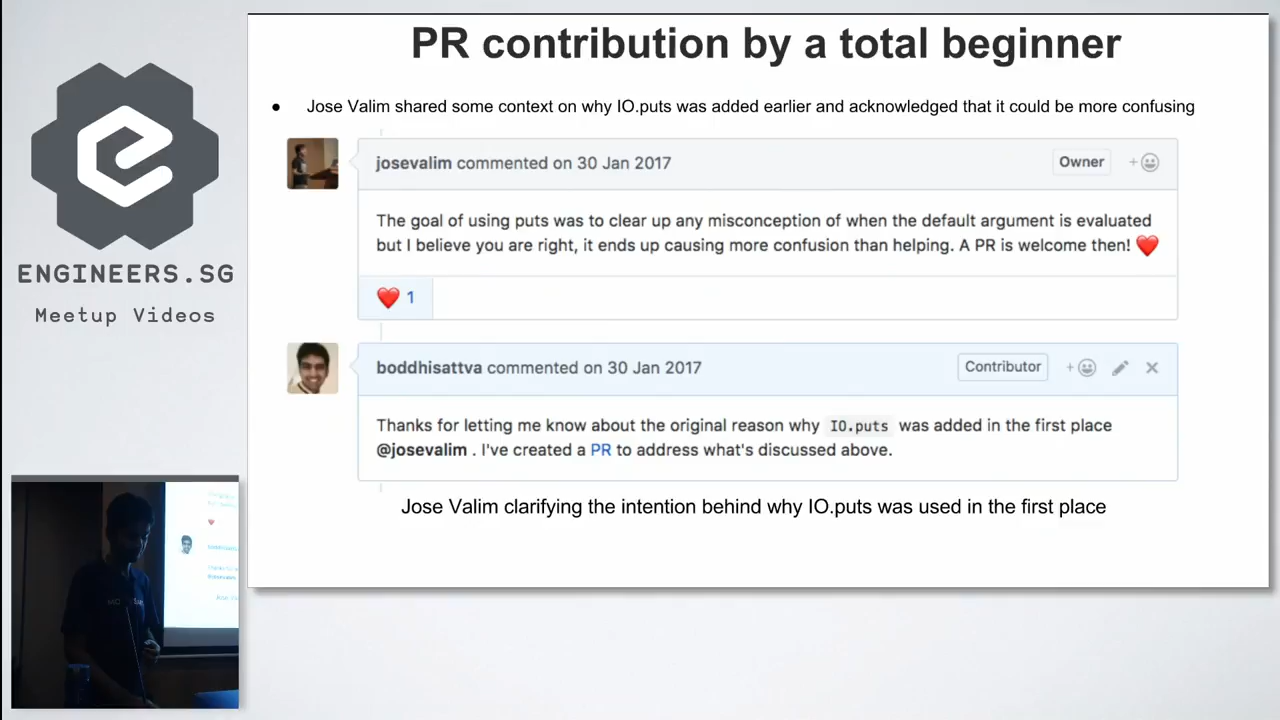 PR contribution by a total beginner
● Jose Valim shared some context on why IO.puts was added earlier and acknowledged that it could be more confusing
josevalim commented on 30 Jan 2017
Owner
The goal of using puts was to clear up any misconception of when the default argument is evaluated
but I believe you are right, it ends up causing more confusion than helping. A PR is welcome then! ❤️
❤️ 1
boddhisattva commented on 30 Jan 2017
Contributor
Thanks for letting me know about the original reason why IO.puts was added in the first place
@josevalim . I've created a PR to address what's discussed above.
Jose Valim clarifying the intention behind why IO.puts was used in the first place
ENGINEERS.SG
Meetup Videos